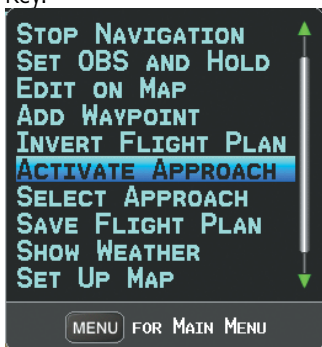 Key.
STOP NAVIGATION
SET OBS AND HOLD
EDIT ON MAP
ADD WAYPOINT
INVERT FLIGHT PLAN
ACTIVATE APPROACH
SELECT APPROACH
SAVE FLIGHT PLAN
SHOW WEATHER
SET UP MAP
MENU FOR MAIN MENU